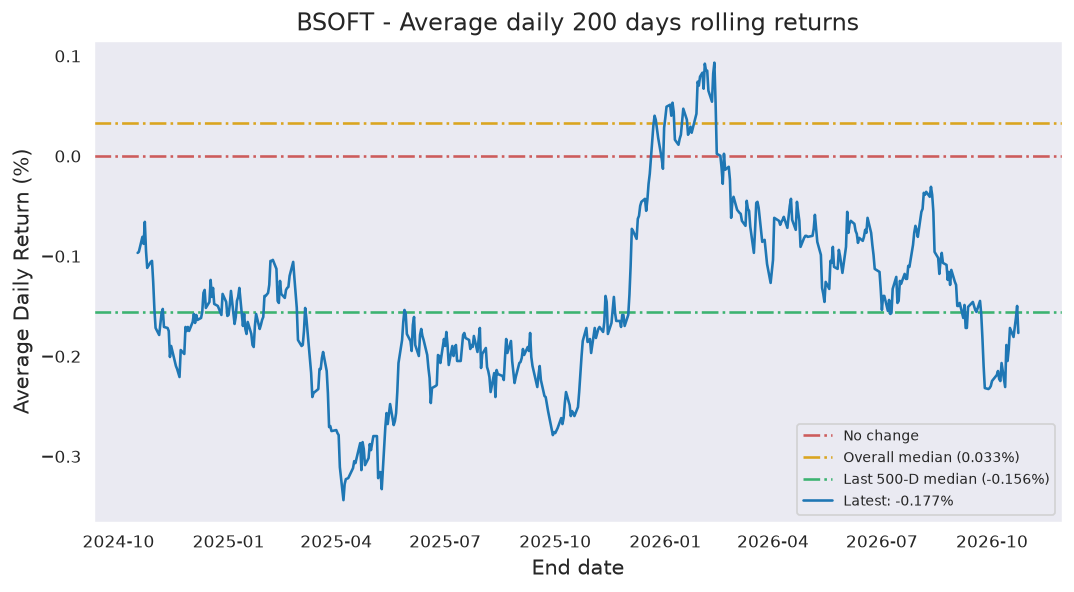 BSOFT - Average daily 200 days rolling returns
Average Daily Return (%)
0.1
0.0
−0.1
−0.2
−0.3
No change
Overall median (0.033%)
Last 500-D median (-0.156%)
Latest: -0.177%
2024-10 2025-01 2025-04 2025-07 2025-10 2026-01 2026-04 2026-07 2026-10
End date